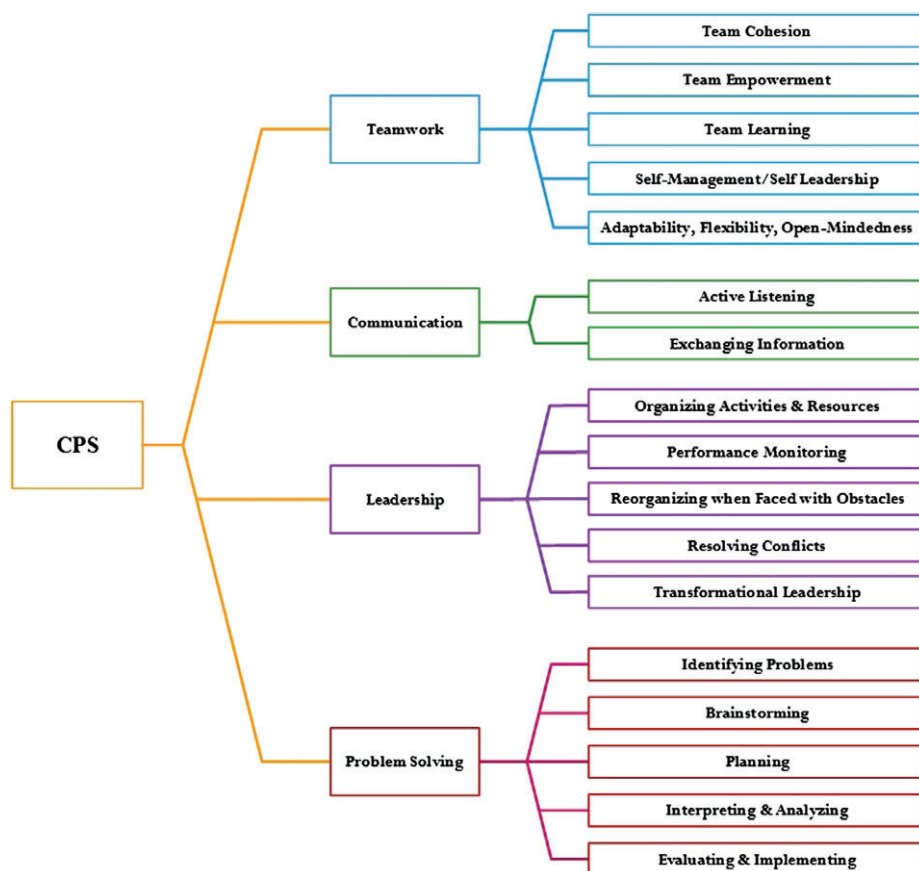 CPS
Teamwork
Team Cohesion
Team Empowerment
Team Learning
Self-Management/Self Leadership
Adaptability, Flexibility, Open-Mindedness
Communication
Active Listening
Exchanging Information
Leadership
Organizing Activities & Resources
Performance Monitoring
Reorganizing when Faced with Obstacles
Resolving Conflicts
Transformational Leadership
Problem Solving
Identifying Problems
Brainstorming
Planning
Interpreting & Analyzing
Evaluating & Implementing